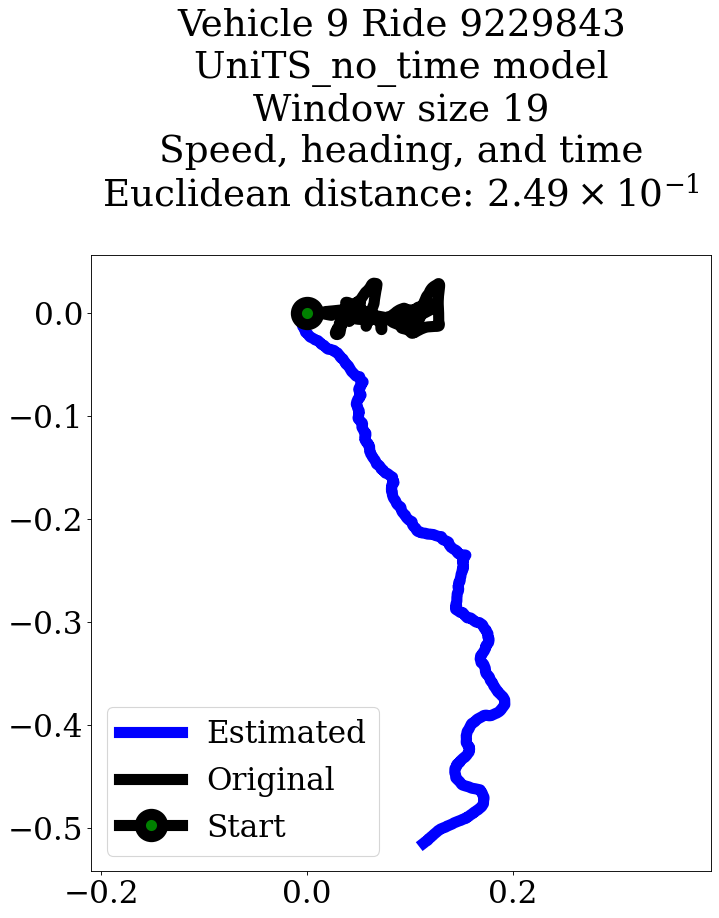 Vehicle 9 Ride 9229843
UniTS_no_time model
Window size 19
Speed, heading, and time
Euclidean distance: 2.49 × 10⁻¹
0.0
−0.1
−0.2
−0.3
−0.4
−0.5
Estimated
Original
Start
−0.2
0.0
0.2